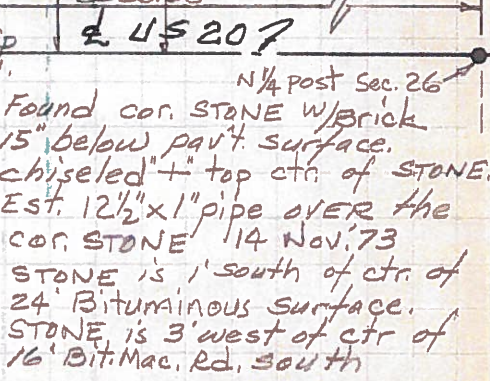 ₵ US 207
N¼ post Sec. 26
Found cor. STONE W/Brick
15" below pav't. surface.
chiseled "+" top ctr. of STONE.
Est. 12½" x 1" pipe OVER the
cor. STONE 14 Nov. '73
STONE is 1' south of ctr. of
24' Bituminous surface.
STONE is 3' west of ctr of
16' Bit. Mac. Rd. south